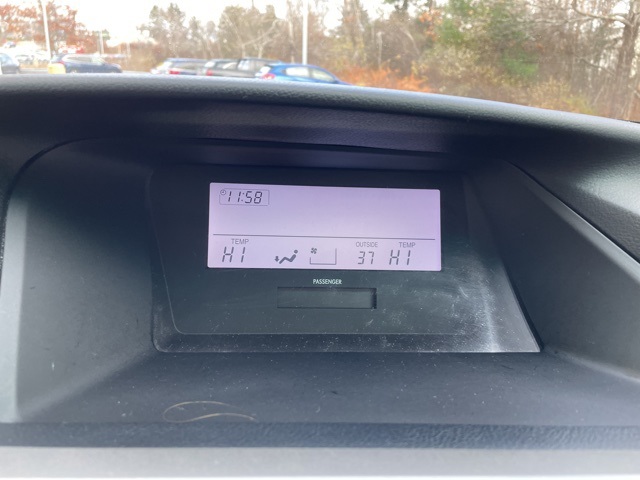 11:58
TEMP OUTSIDE TEMP
HI 37 HI
PASSENGER